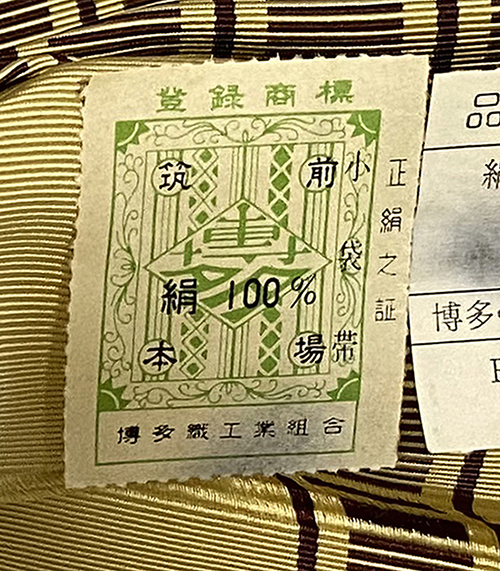 登録商標
筑前
博多
絹 100%
本場
小袋帯
正絹之証
博多織工業組合
品
博多